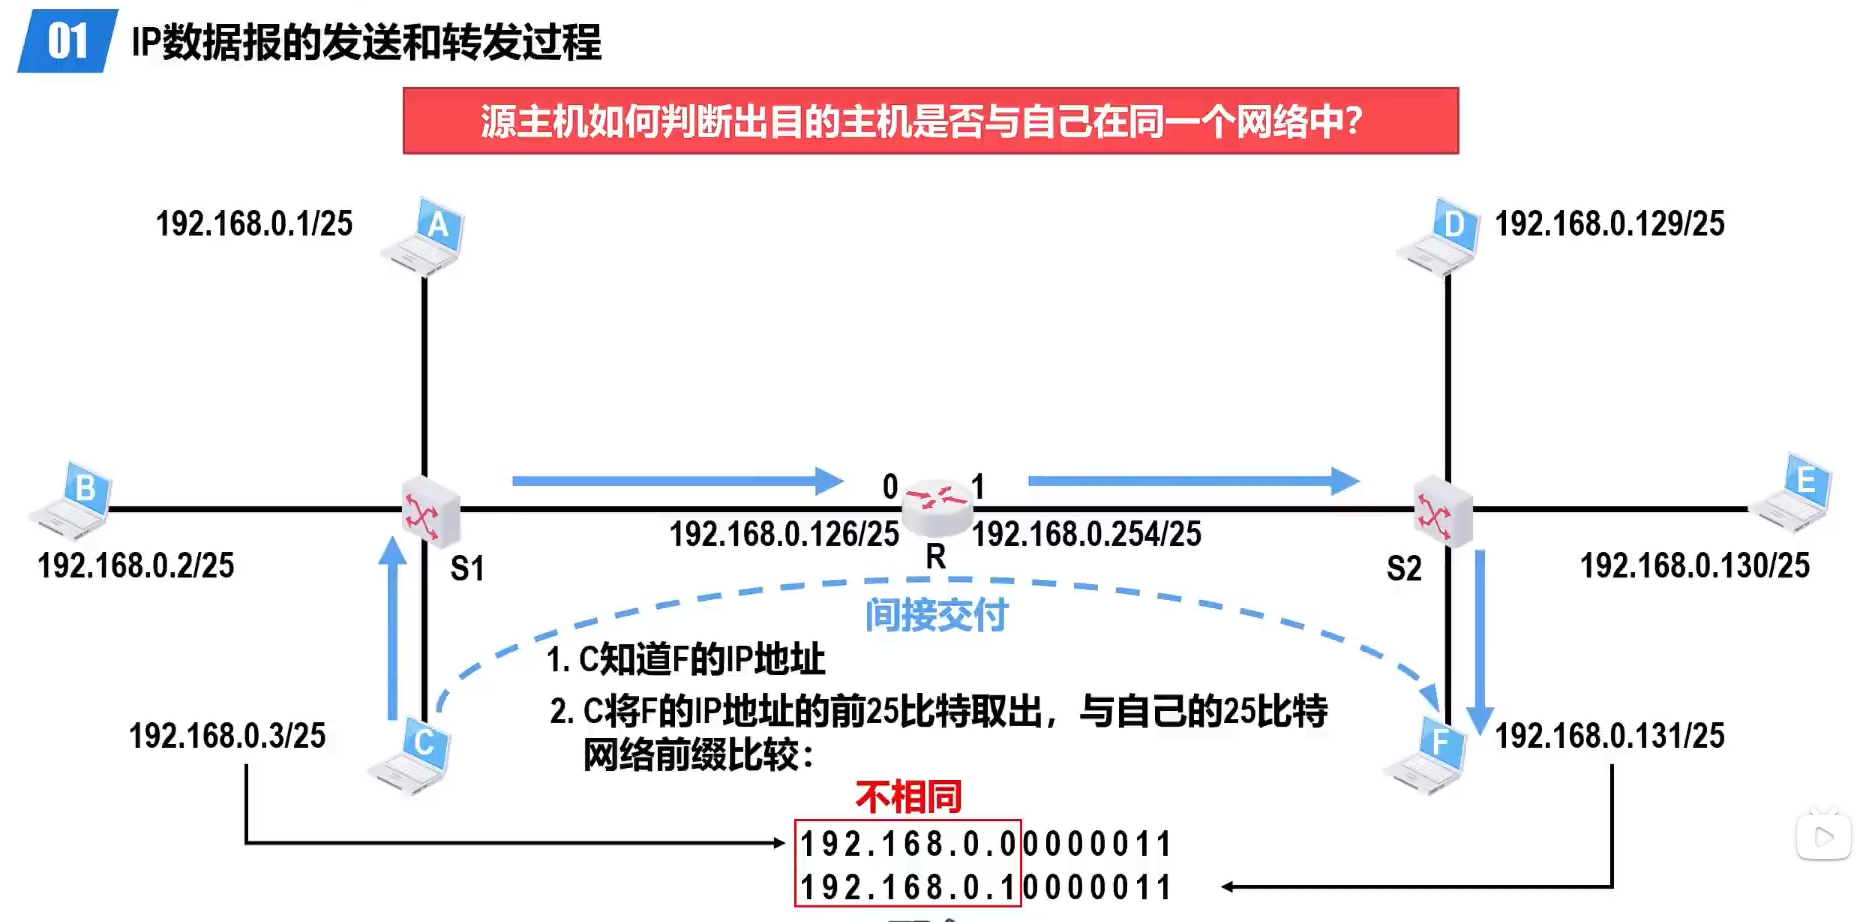 01 IP数据报的发送和转发过程
源主机如何判断出目的主机是否与自己在同一个网络中？
192.168.0.1/25
A
D
192.168.0.129/25
B
0
1
E
192.168.0.126/25
192.168.0.254/25
192.168.0.2/25
S1
R
S2
192.168.0.130/25
间接交付
1. C知道F的IP地址
2. C将F的IP地址的前25比特取出，与自己的25比特
网络前缀比较：
192.168.0.3/25
C
F
192.168.0.131/25
不相同
192.168.0.00000011
192.168.0.10000011